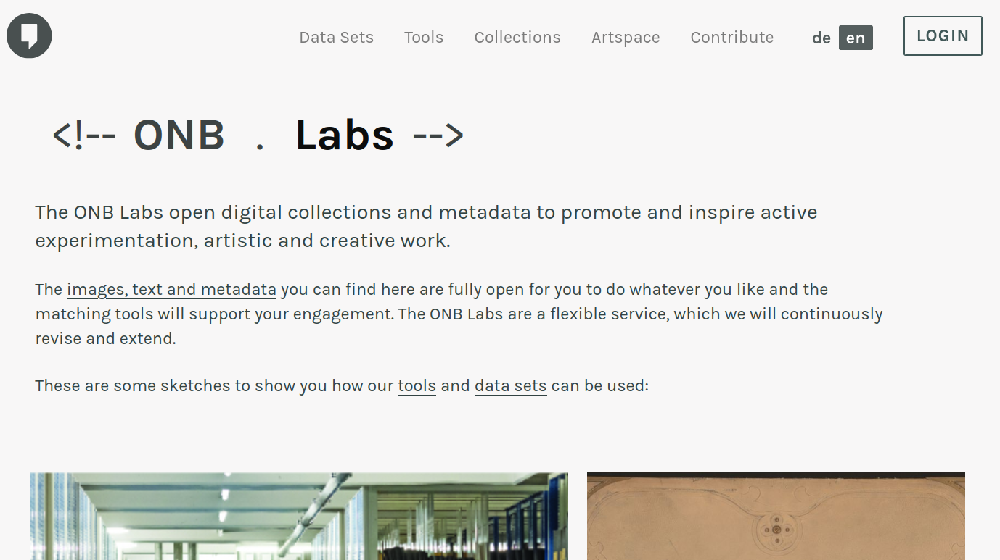 Data Sets Tools Collections Artspace Contribute de en LOGIN
<!-- ONB . Labs -->
The ONB Labs open digital collections and metadata to promote and inspire active
experimentation, artistic and creative work.
The images, text and metadata you can find here are fully open for you to do whatever you like and the
matching tools will support your engagement. The ONB Labs are a flexible service, which we will continuously
revise and extend.
These are some sketches to show you how our tools and data sets can be used: